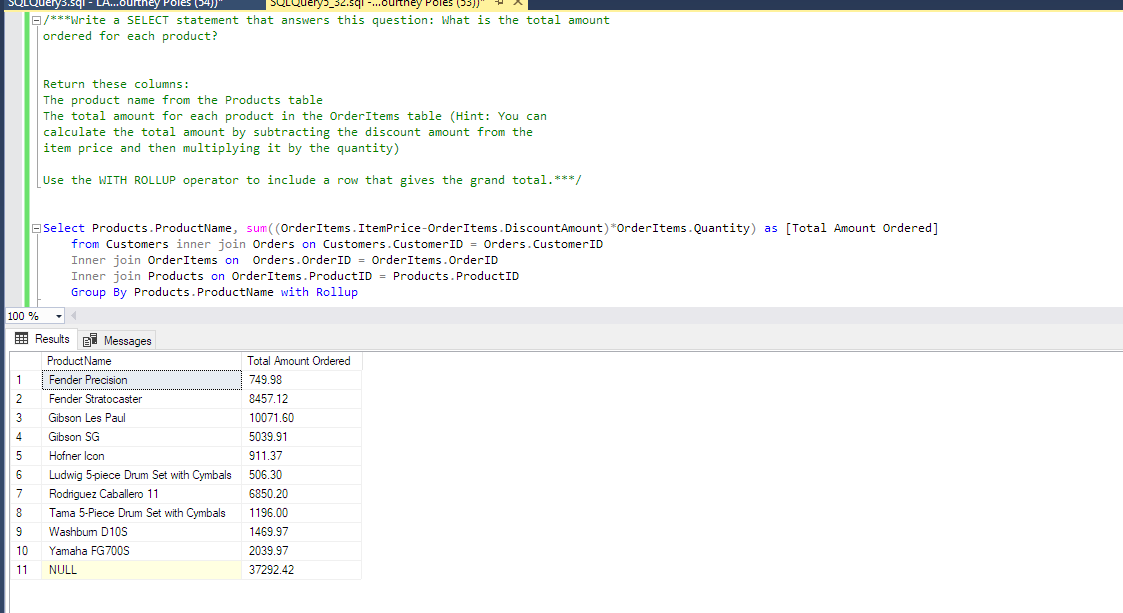 SQLQuery3.sql - LA...ourtney Poles (54))*
SQLQuery5_32.sql -...ourtney Poles (53))*
/***Write a SELECT statement that answers this question: What is the total amount
ordered for each product?
Return these columns:
The product name from the Products table
The total amount for each product in the OrderItems table (Hint: You can
calculate the total amount by subtracting the discount amount from the
item price and then multiplying it by the quantity)
Use the WITH ROLLUP operator to include a row that gives the grand total.***/
Select Products.ProductName, sum((OrderItems.ItemPrice-OrderItems.DiscountAmount)*OrderItems.Quantity) as [Total Amount Ordered]
from Customers inner join Orders on Customers.CustomerID = Orders.CustomerID
Inner join OrderItems on  Orders.OrderID = OrderItems.OrderID
Inner join Products on OrderItems.ProductID = Products.ProductID
Group By Products.ProductName with Rollup
100 %
Results Messages
ProductName Total Amount Ordered
1 Fender Precision 749.98
2 Fender Stratocaster 8457.12
3 Gibson Les Paul 10071.60
4 Gibson SG 5039.91
5 Hofner Icon 911.37
6 Ludwig 5-piece Drum Set with Cymbals 506.30
7 Rodriguez Caballero 11 6850.20
8 Tama 5-Piece Drum Set with Cymbals 1196.00
9 Washburn D10S 1469.97
10 Yamaha FG700S 2039.97
11 NULL 37292.42